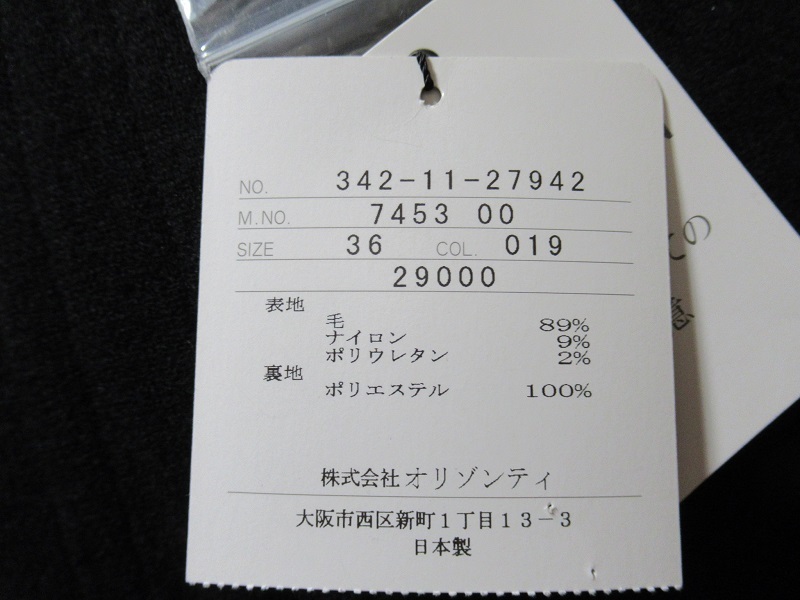 NO. 342-11-27942
M.NO. 7453 00
SIZE 36 COL. 019
29000
表地
毛 89%
ナイロン 9%
ポリウレタン 2%
裏地
ポリエステル 100%
株式会社オリゾンティ
大阪市西区新町1丁目13-3
日本製